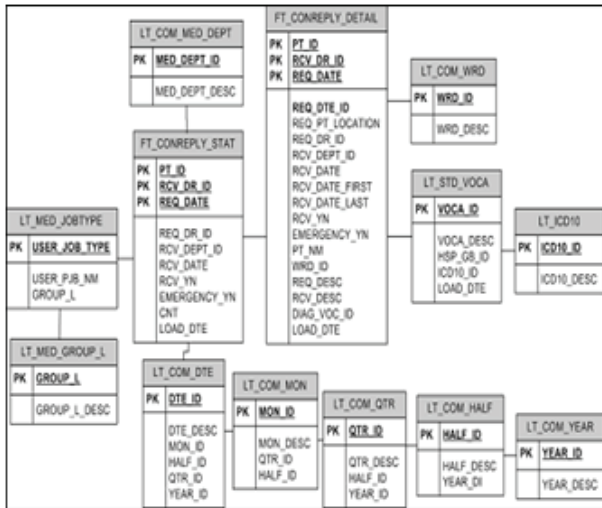 LT_COM_MED_DEPT
PK MED_DEPT_ID
MED_DEPT_DESC
FT_CONREPLY_DETAIL
PK PT_ID
PK RCV_DR_ID
PK REQ_DATE
REQ_DTE_ID
REQ_PT_LOCATION
REQ_DR_ID
RCV_DEPT_ID
RCV_DATE
RCV_DATE_FIRST
RCV_DATE_LAST
RCV_YN
EMERGENCY_YN
PT_NM
WRD_ID
REQ_DESC
RCV_DESC
DIAG_VOC_ID
LOAD_DTE
LT_COM_WRD
PK WRD_ID
WRD_DESC
FT_CONREPLY_STAT
PK PT_ID
PK RCV_DR_ID
PK REQ_DATE
REQ_DR_ID
RCV_DEPT_ID
RCV_DATE
RCV_YN
EMERGENCY_YN
CNT
LOAD_DTE
LT_STD_VOCA
PK VOCA_ID
VOCA_DESC
HSP_GB_ID
ICD10_ID
LOAD_DTE
LT_ICD10
PK ICD10_ID
ICD10_DESC
LT_MED_JOBTYPE
PK USER_JOB_TYPE
USER_PJB_NM
GROUP_L
LT_MED_GROUP_L
PK GROUP_L
GROUP_L_DESC
LT_COM_DTE
PK DTE_ID
DTE_DESC
MON_ID
HALF_ID
QTR_ID
YEAR_ID
LT_COM_MON
PK MON_ID
MON_DESC
QTR_ID
HALF_ID
LT_COM_QTR
PK QTR_ID
QTR_DESC
HALF_ID
YEAR_ID
LT_COM_HALF
PK HALF_ID
HALF_DESC
YEAR_DI
LT_COM_YEAR
PK YEAR_ID
YEAR_DESC